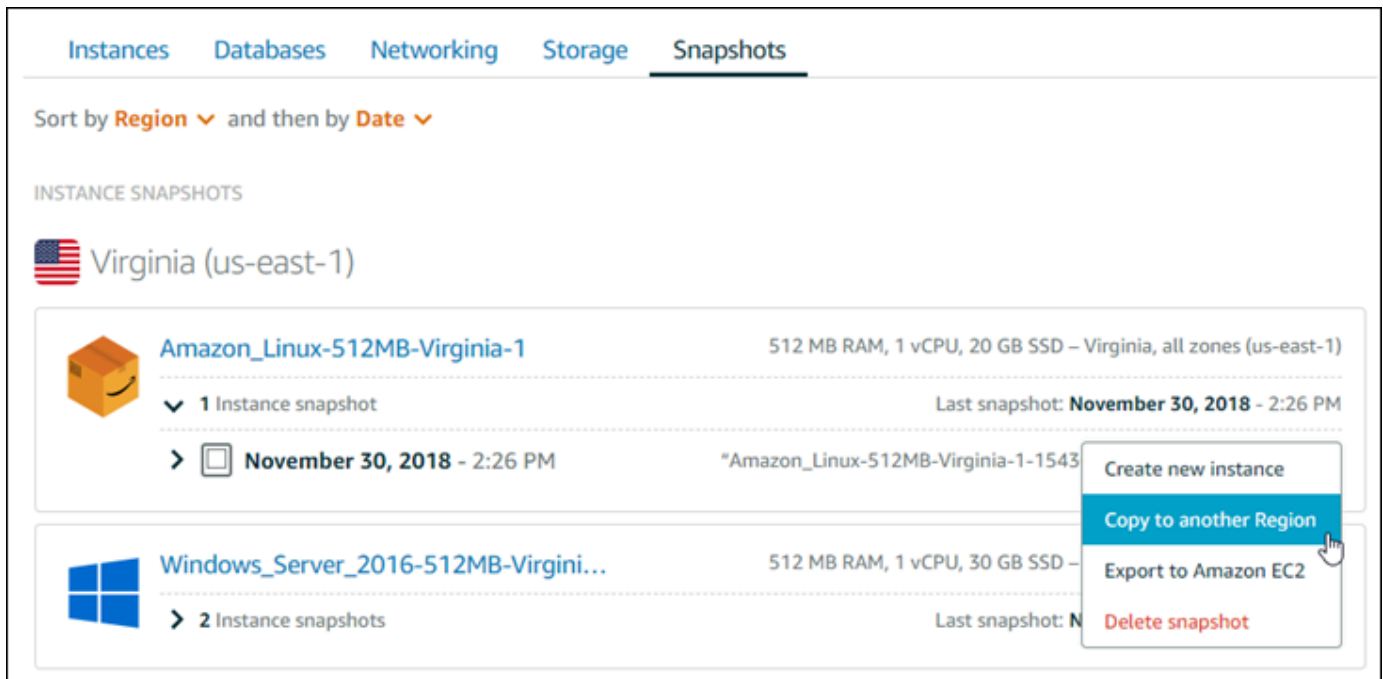 Instances Databases Networking Storage Snapshots
Sort by Region and then by Date
INSTANCE SNAPSHOTS
Virginia (us-east-1)
Amazon_Linux-512MB-Virginia-1 512 MB RAM, 1 vCPU, 20 GB SSD – Virginia, all zones (us-east-1)
1 Instance snapshot Last snapshot: November 30, 2018 - 2:26 PM
November 30, 2018 - 2:26 PM "Amazon_Linux-512MB-Virginia-1-1543
Create new instance
Copy to another Region
Export to Amazon EC2
Delete snapshot
Windows_Server_2016-512MB-Virgini... 512 MB RAM, 1 vCPU, 30 GB SSD –
2 Instance snapshots Last snapshot: N